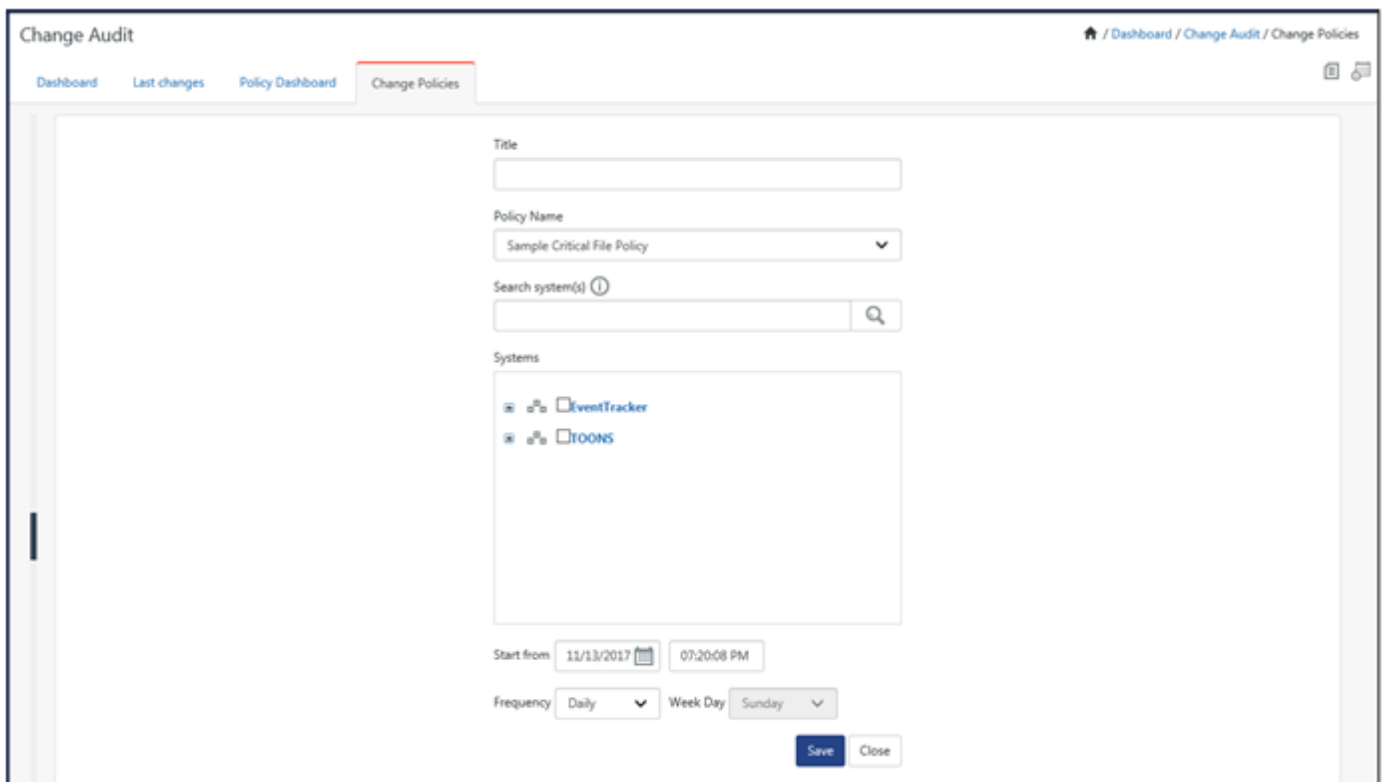 Change Audit
/ Dashboard / Change Audit / Change Policies
Dashboard Last changes Policy Dashboard Change Policies
Title
Policy Name
Sample Critical File Policy
Search system(s)
Systems
EventTracker
TOONS
Start from 11/13/2017 07:20:08 PM
Frequency Daily Week Day Sunday
Save Close